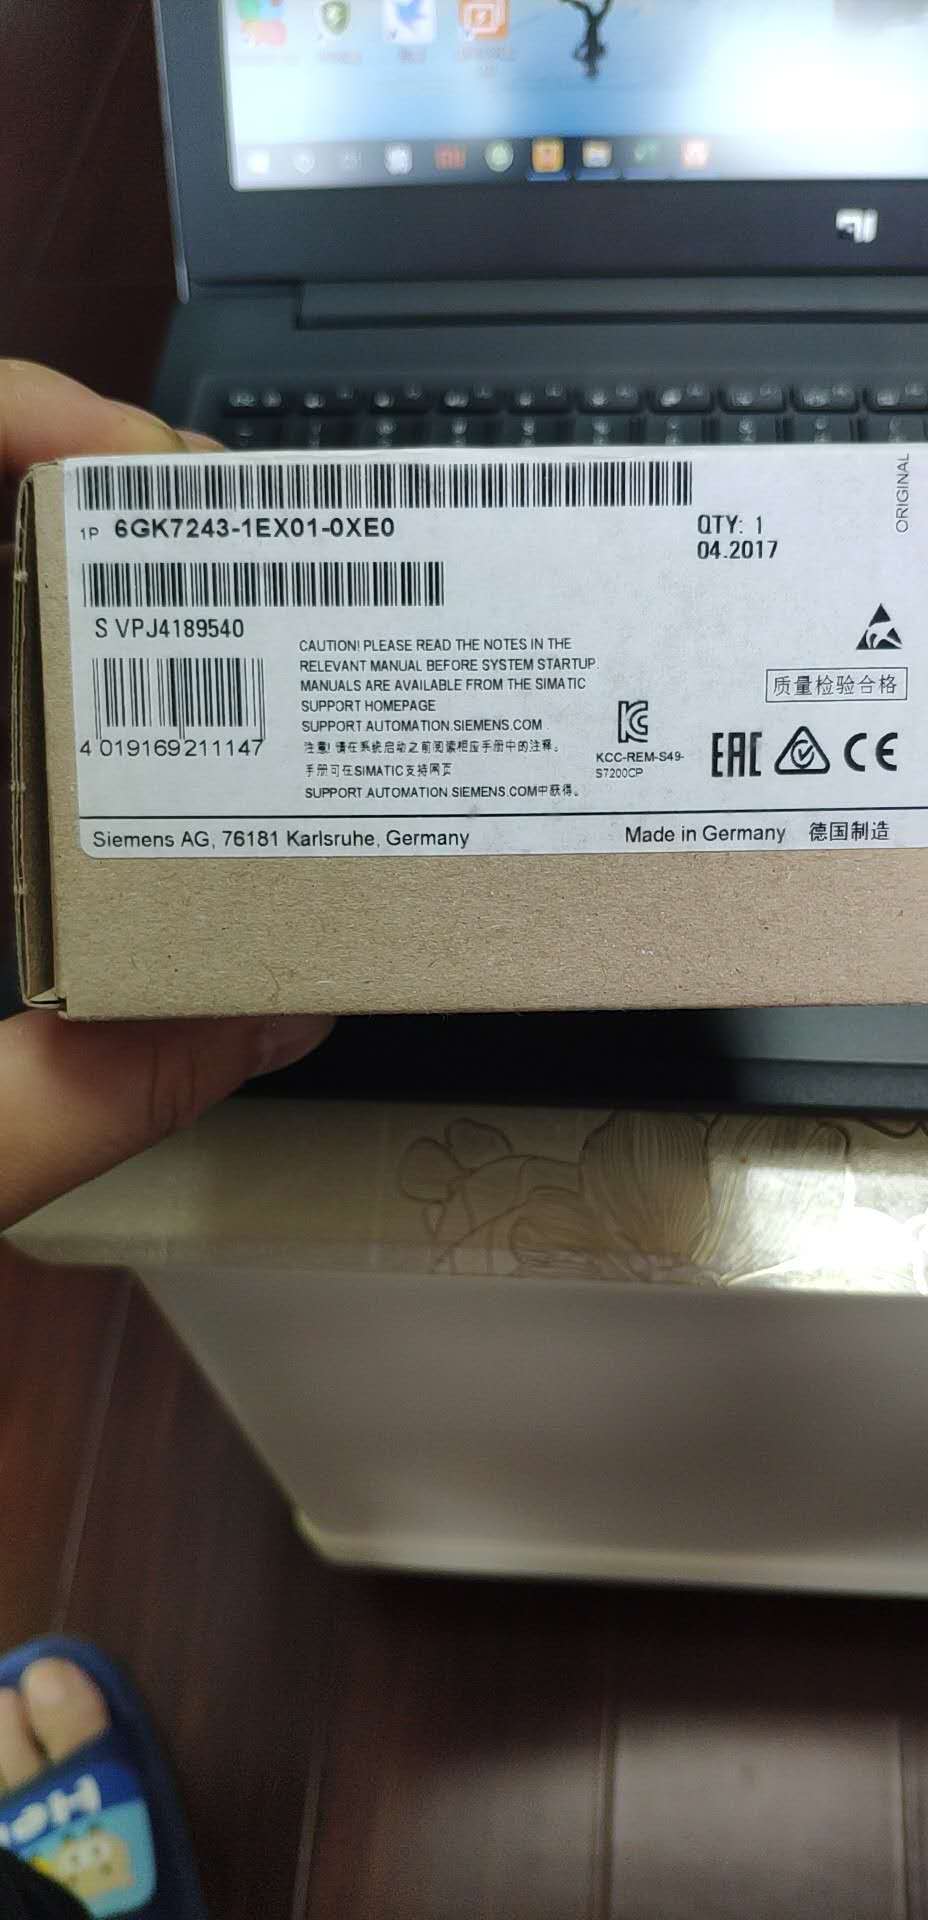 ORIGINAL
1P 6GK7243-1EX01-0XE0
QTY: 1
04.2017
S VPJ4189540
CAUTION! PLEASE READ THE NOTES IN THE
RELEVANT MANUAL BEFORE SYSTEM STARTUP.
MANUALS ARE AVAILABLE FROM THE SIMATIC
SUPPORT HOMEPAGE
SUPPORT.AUTOMATION.SIEMENS.COM
注意! 请在系统启动之前阅读相应手册中的注释。
手册可在SIMATIC支持网页
SUPPORT.AUTOMATION.SIEMENS.COM中获得。
4 019169 211147
KCC-REM-S49-
S7200CP
质量检验合格
EAC
CE
Siemens AG, 76181 Karlsruhe, Germany
Made in Germany 德国制造